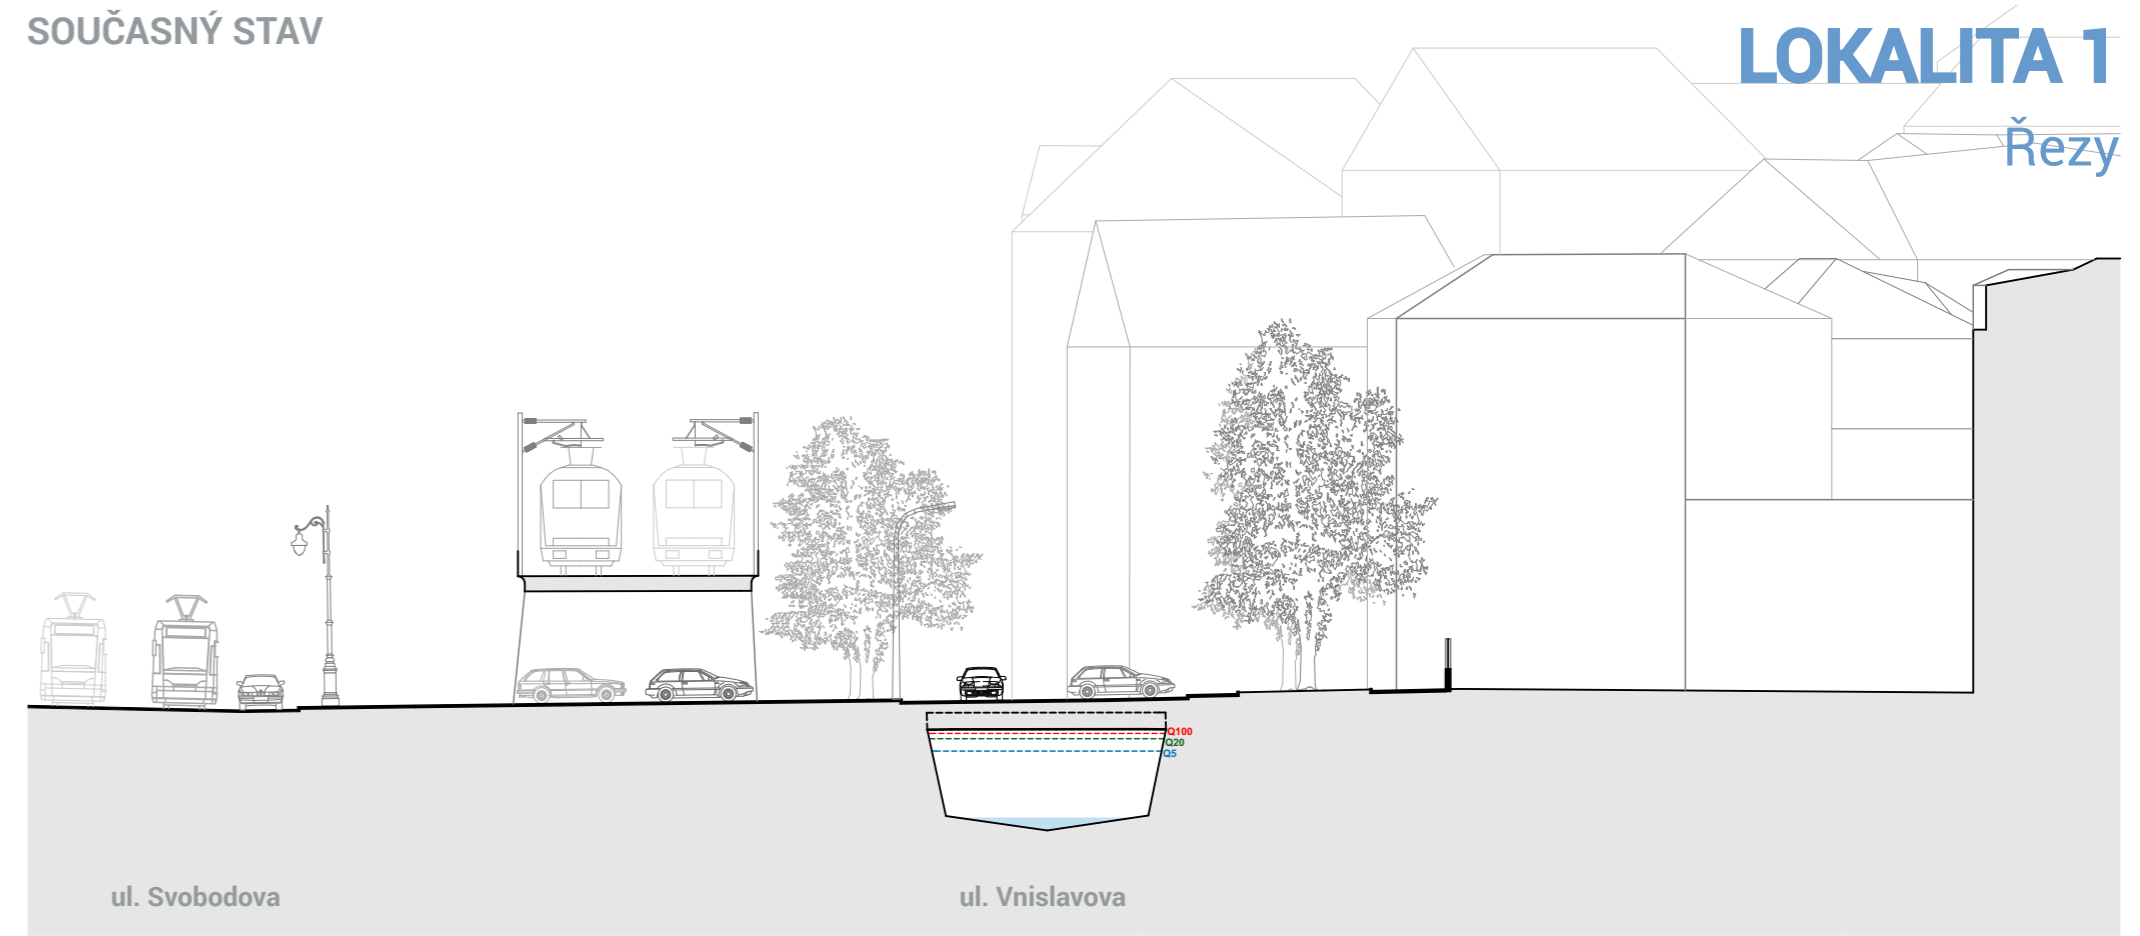 SOUČASNÝ STAV
LOKALITA 1
Řezy
Q100
Q20
Q5
ul. Svobodova
ul. Vnislavova